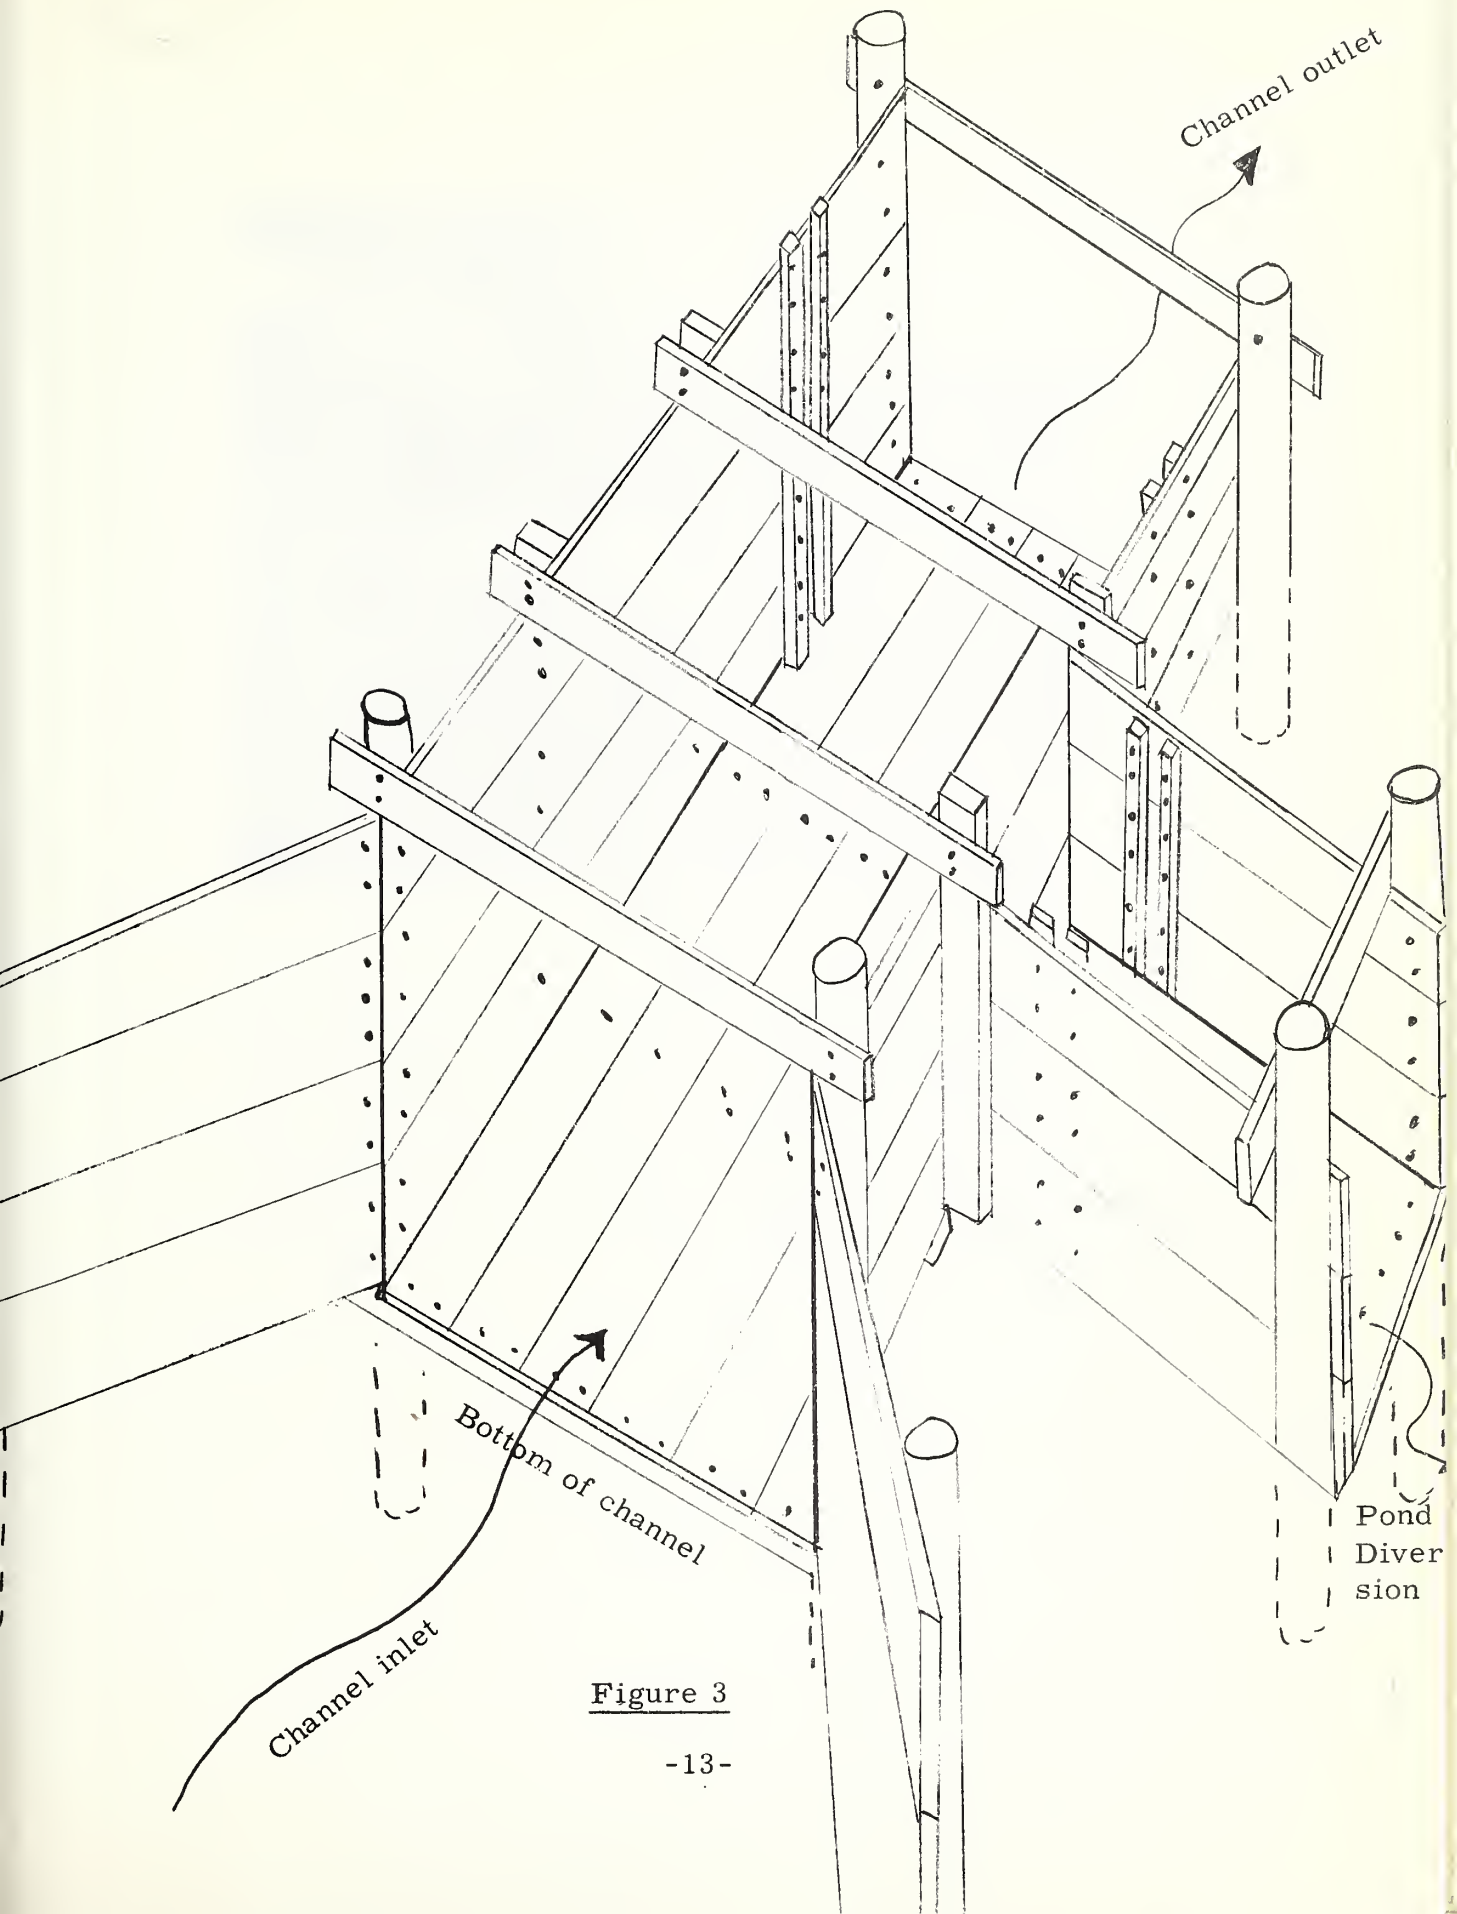 Channel outlet
Bottom of channel
Channel inlet
Pond
Diver
sion
Figure 3
-13-